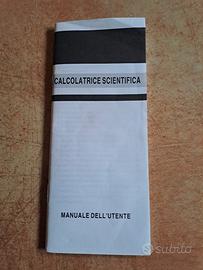 CALCOLATRICE SCIENTIFICA
MANUALE DELL'UTENTE
subito